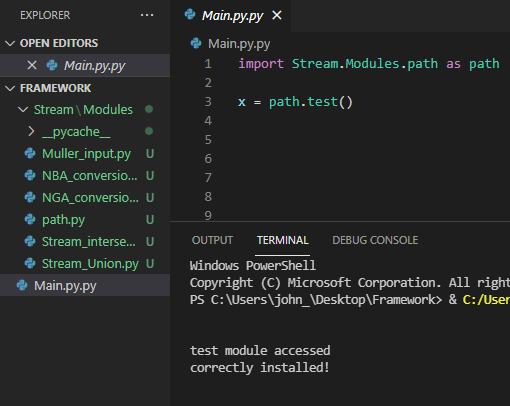 EXPLORER ...
OPEN EDITORS
Main.py.py
FRAMEWORK
Stream \ Modules
__pycache__
Muller_input.py U
NBA_conversio... U
NGA_conversio... U
path.py U
Stream_interse... U
Stream_Union.py U
Main.py.py
Main.py.py
Main.py.py
1 import Stream.Modules.path as path
2
3 x = path.test()
4
5
6
7
8
9
OUTPUT TERMINAL DEBUG CONSOLE
Windows PowerShell
Copyright (C) Microsoft Corporation. All righ
PS C:\Users\john_\Desktop\Framework> & C:/User
test module accessed
correctly installed!